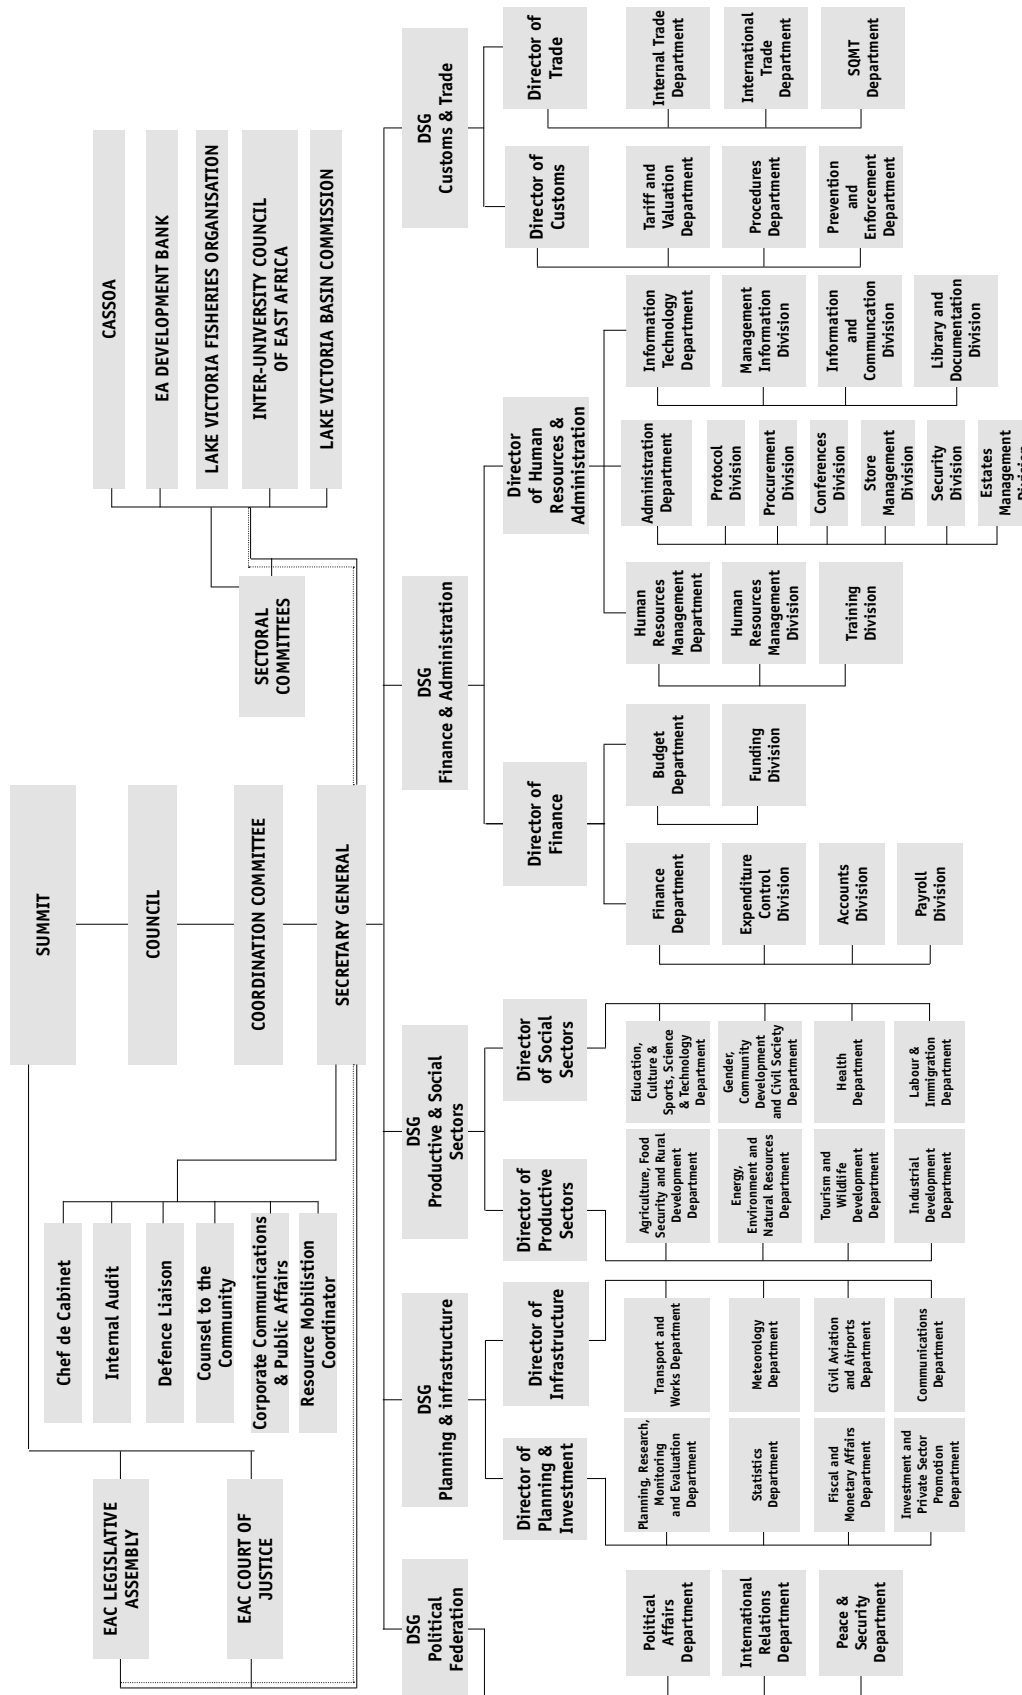 SUMMIT
COUNCIL
COORDINATION COMMITTEE
SECRETARY GENERAL
EAC LEGISLATIVE
ASSEMBLY
EAC COURT OF
JUSTICE
Chef de Cabinet
Internal Audit
Defence Liaison
Counsel to the
Community
Corporate Communications
& Public Affairs
Resource Mobilistion
Coordinator
SECTORAL
COMMITTEES
CASSOA
EA DEVELOPMENT BANK
LAKE VICTORIA FISHERIES ORGANISATION
INTER-UNIVERSITY COUNCIL
OF EAST AFRICA
LAKE VICTORIA BASIN COMMISSION
DSG
Political
Federation
DSG
Planning & infrastructure
DSG
Productive & Social
Sectors
DSG
Finance & Administration
DSG
Customs & Trade
Director of
Planning &
Investment
Director of
Infrastructure
Director of
Productive
Sectors
Director
of Social
Sectors
Director of
Finance
Director
of Human
Resources &
Administration
Director of
Customs
Director of
Trade
Political
Affairs
Department
International
Relations
Department
Peace &
Security
Department
Planning, Research,
Monitoring
and Evaluation
Department
Statistics
Department
Fiscal and
Monetary Affairs
Department
Investment and
Private Sector
Promotion
Department
Transport and
Works Department
Meteorology
Department
Civil Aviation
and Airports
Department
Communications
Department
Agriculture, Food
Security and Rural
Development
Department
Energy,
Environment and
Natural Resources
Department
Tourism and
Wildlife
Development
Department
Industrial
Development
Department
Education,
Culture &
Sports, Science
& Technology
Department
Gender,
Community
Development
and Civil Society
Department
Health
Department
Labour &
Immigration
Department
Finance
Department
Expenditure
Control
Division
Accounts
Division
Payroll
Division
Budget
Department
Funding
Division
Human
Resources
Management
Department
Human
Resources
Management
Division
Training
Division
Administration
Department
Protocol
Division
Procurement
Division
Conferences
Division
Store
Management
Division
Security
Division
Estates
Management
Division
Information
Technology
Department
Management
Information
Division
Information
and
Communcation
Division
Library and
Documentation
Division
Tariff and
Valuation
Department
Procedures
Department
Prevention
and
Enforcement
Department
Internal Trade
Department
International
Trade
Department
SQMT
Department